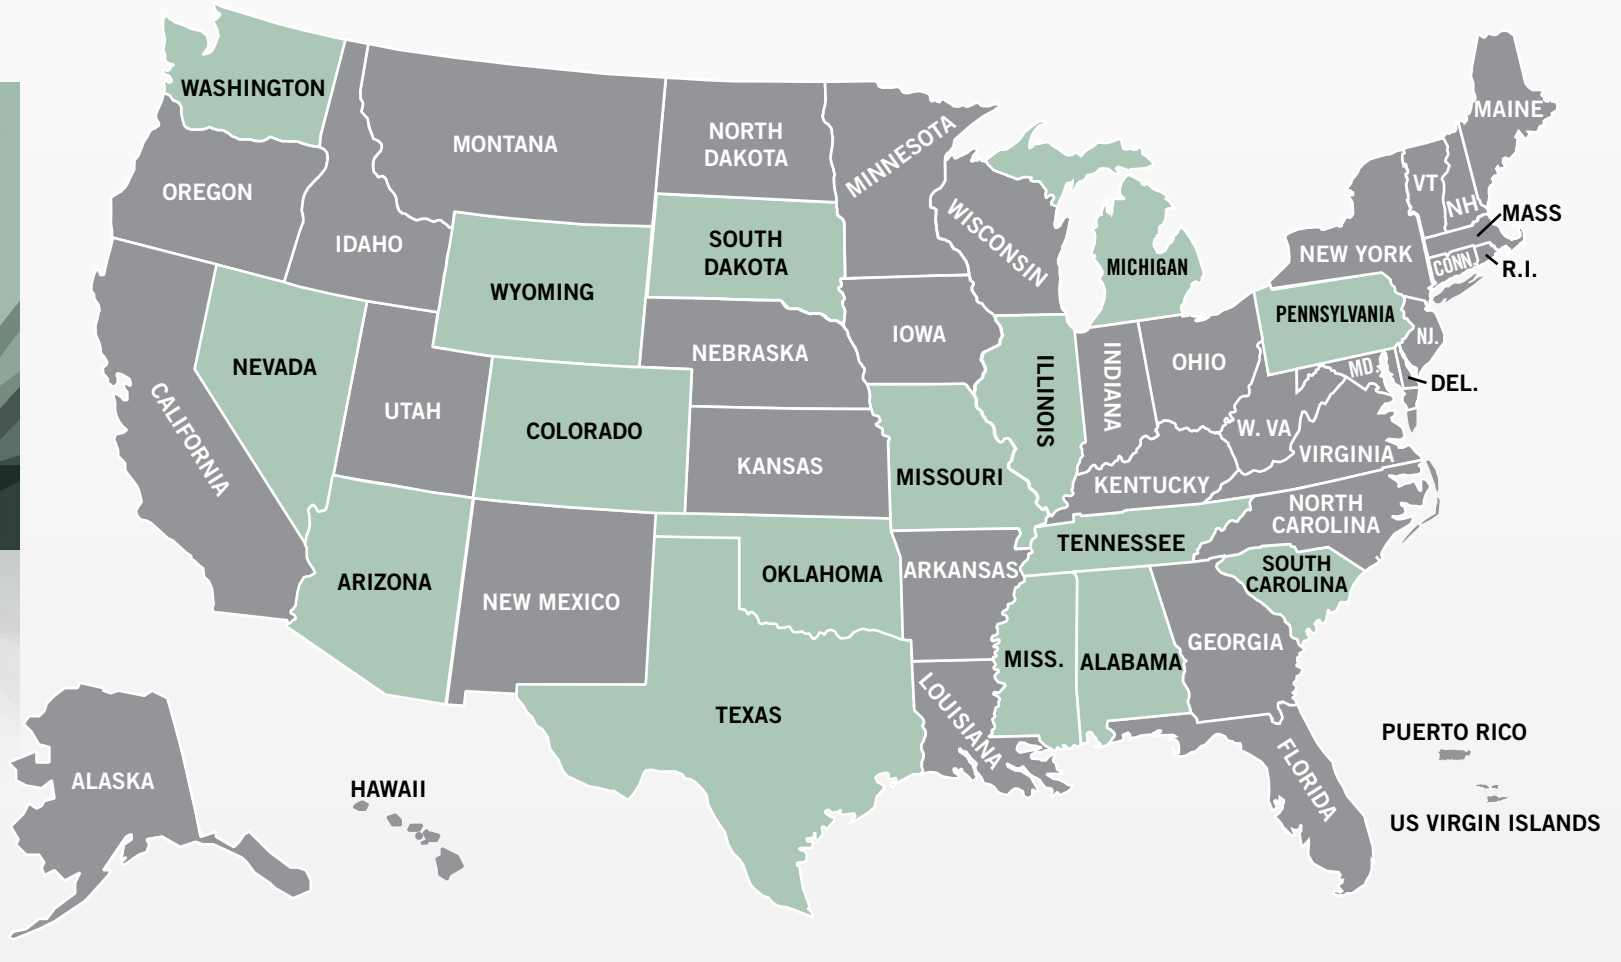 WASHINGTON
MONTANA
NORTH
DAKOTA
MINNESOTA
MAINE
OREGON
IDAHO
WYOMING
SOUTH
DAKOTA
WISCONSIN
MICHIGAN
NEW YORK
VT
NH
MASS
CONN.
R.I.
PENNSYLVANIA
NJ.
NEVADA
UTAH
COLORADO
NEBRASKA
IOWA
ILLINOIS
INDIANA
OHIO
MD.
DEL.
CALIFORNIA
KANSAS
MISSOURI
KENTUCKY
W. VA
VIRGINIA
NORTH
CAROLINA
TENNESSEE
SOUTH
CAROLINA
ARIZONA
NEW MEXICO
OKLAHOMA
ARKANSAS
MISS.
ALABAMA
GEORGIA
TEXAS
LOUISIANA
FLORIDA
ALASKA
HAWAII
PUERTO RICO
US VIRGIN ISLANDS